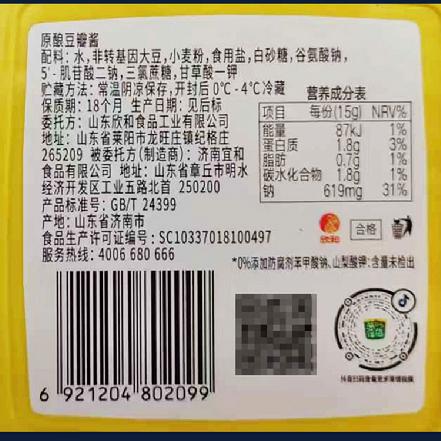 原酿豆瓣酱
配料:水,非转基因大豆,小麦粉,食用盐,白砂糖,谷氨酸钠,
5'-肌苷酸二钠,三氯蔗糖,甘草酸一钾
贮藏方法:常温阴凉保存,开封后0℃-4℃冷藏
保质期:18个月 生产日期:见后标
委托方:山东欣和食品工业有限公司
地址:山东省莱阳市龙旺庄镇纪格庄
265209 被委托方(制造商):济南宜和
食品有限公司 地址:山东省章丘市明水
经济开发区工业五路北首 250200
产品标准号:GB/T 24399
产地:山东省济南市
食品生产许可证编号:SC10337018100497
服务热线:4006 680 666
营养成分表
项目 每份(15g) NRV%
能量 87kJ 1%
蛋白质 1.8g 3%
脂肪 0.7g 1%
碳水化合物 1.8g 1%
钠 619mg 31%
欣和
合格
*0%添加防腐剂苯甲酸钠、山梨酸钾:含量未检出
6 921204 802099